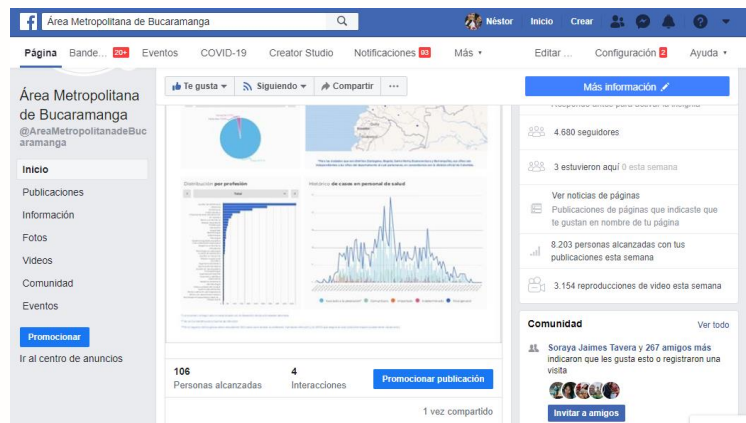 Área Metropolitana de Bucaramanga
Néstor Inicio Crear
Página Bande... 20+ Eventos COVID-19 Creator Studio Notificaciones 93 Más Editar ... Configuración 2 Ayuda
Área Metropolitana
de Bucaramanga
@AreaMetropolitanadeBuc
aramanga
Inicio
Publicaciones
Información
Fotos
Videos
Comunidad
Eventos
Promocionar
Ir al centro de anuncios
Te gusta Siguiendo Compartir ...
Distribución por profesión
Total
Histórico de casos en personal de salud
106
Personas alcanzadas
4
Interacciones
Promocionar publicación
1 vez compartido
Más información
4.680 seguidores
3 estuvieron aquí 0 esta semana
Ver noticias de páginas
Publicaciones de páginas que indicaste que
te gustan en nombre de tu página
8.203 personas alcanzadas con tus
publicaciones esta semana
3.154 reproducciones de video esta semana
Comunidad Ver todo
Soraya Jaimes Tavera y 267 amigos más
indicaron que les gusta esto o registraron una
visita
Invitar a amigos